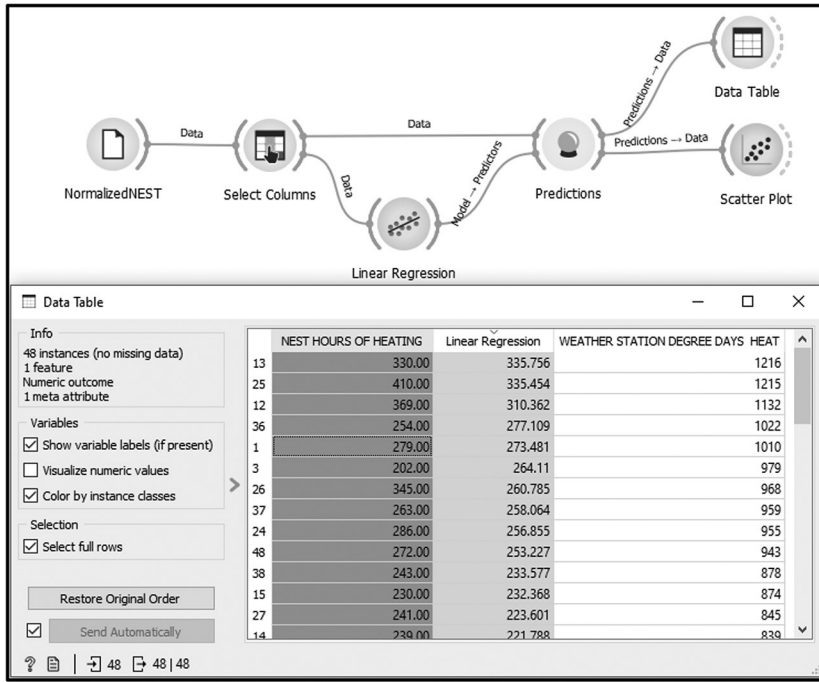 Data Table
Predictions → Data
Data
Data
Predictions → Data
NormalizedNEST
Select Columns
Data
Model → Predictors
Predictions
Scatter Plot
Linear Regression
Data Table
Info
48 instances (no missing data)
1 feature
Numeric outcome
1 meta attribute
Variables
Show variable labels (if present)
Visualize numeric values
Color by instance classes
Selection
Select full rows
Restore Original Order
Send Automatically
? 48 48 | 48
NEST HOURS OF HEATING Linear Regression WEATHER STATION DEGREE DAYS HEAT
13 330.00 335.756 1216
25 410.00 335.454 1215
12 369.00 310.362 1132
36 254.00 277.109 1022
1 279.00 273.481 1010
3 202.00 264.11 979
26 345.00 260.785 968
37 263.00 258.064 959
24 286.00 256.855 955
48 272.00 253.227 943
38 243.00 233.577 878
15 230.00 232.368 874
27 241.00 223.601 845
14 239.00 221.788 839